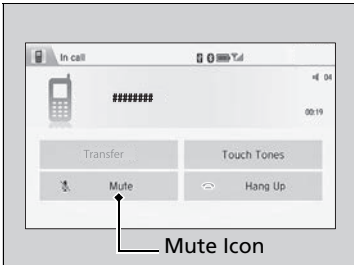 In call
04
########
00:19
Transfer
Touch Tones
Mute
Hang Up
Mute Icon